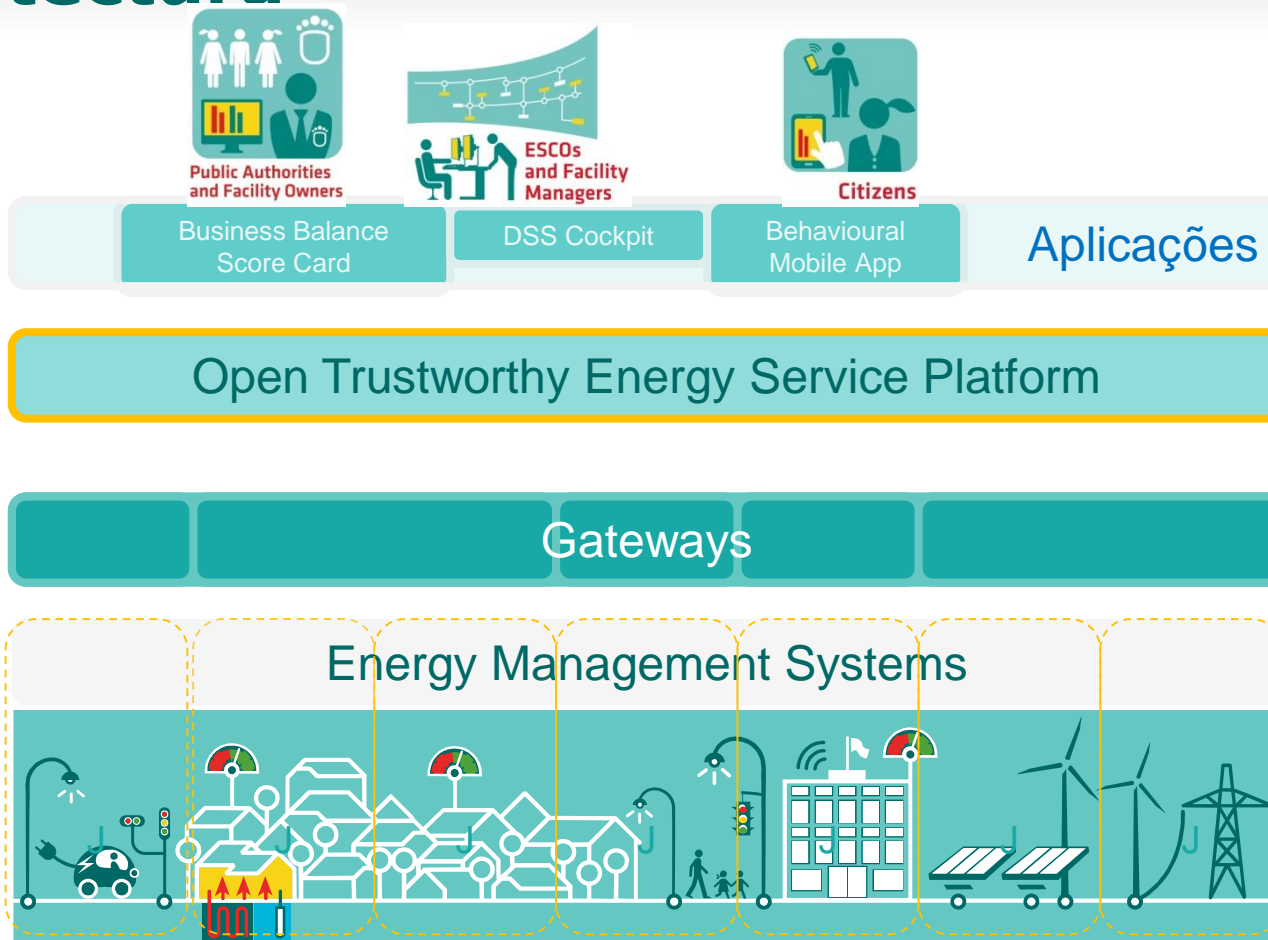 Public Authorities
and Facility Owners
ESCOs
and Facility
Managers
Citizens
Business Balance
Score Card
DSS Cockpit
Behavioural
Mobile App
Aplicações
Open Trustworthy Energy Service Platform
Gateways
Energy Management Systems
J
J
J
J
J
J
J